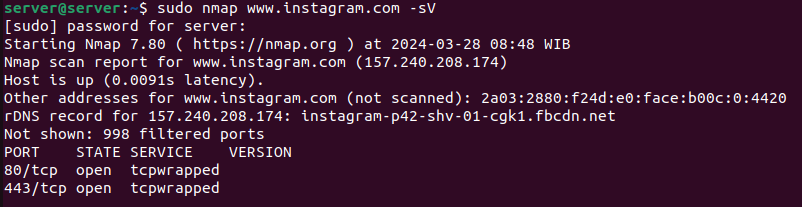 server@server:~$ sudo nmap www.instagram.com -sV
[sudo] password for server:
Starting Nmap 7.80 ( https://nmap.org ) at 2024-03-28 08:48 WIB
Nmap scan report for www.instagram.com (157.240.208.174)
Host is up (0.0091s latency).
Other addresses for www.instagram.com (not scanned): 2a03:2880:f24d:e0:face:b00c:0:4420
rDNS record for 157.240.208.174: instagram-p42-shv-01-cgk1.fbcdn.net
Not shown: 998 filtered ports
PORT    STATE SERVICE    VERSION
80/tcp  open  tcpwrapped
443/tcp open  tcpwrapped